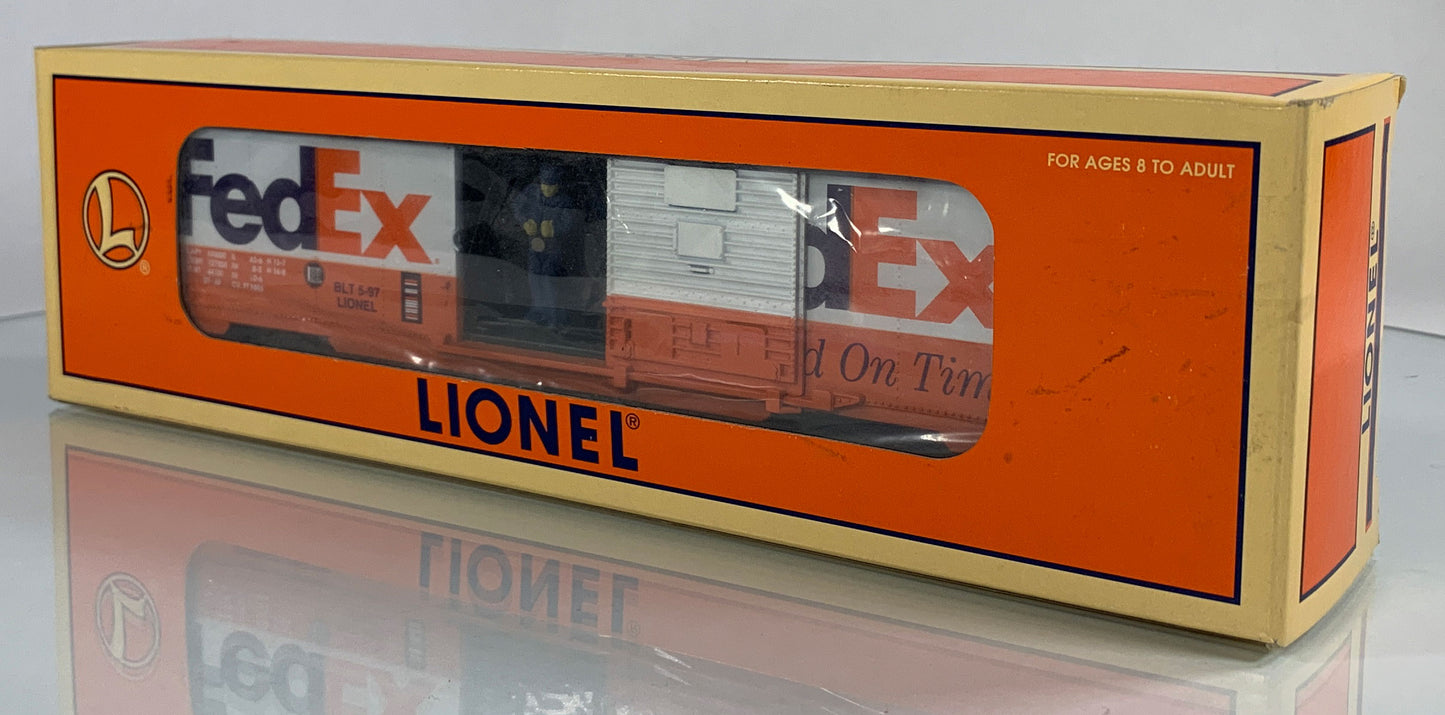 FOR AGES 8 TO ADULT
L
®
FedEx
BLT 5-97
LIONEL
dEx
d On Tim
LIONEL®
LIONEL